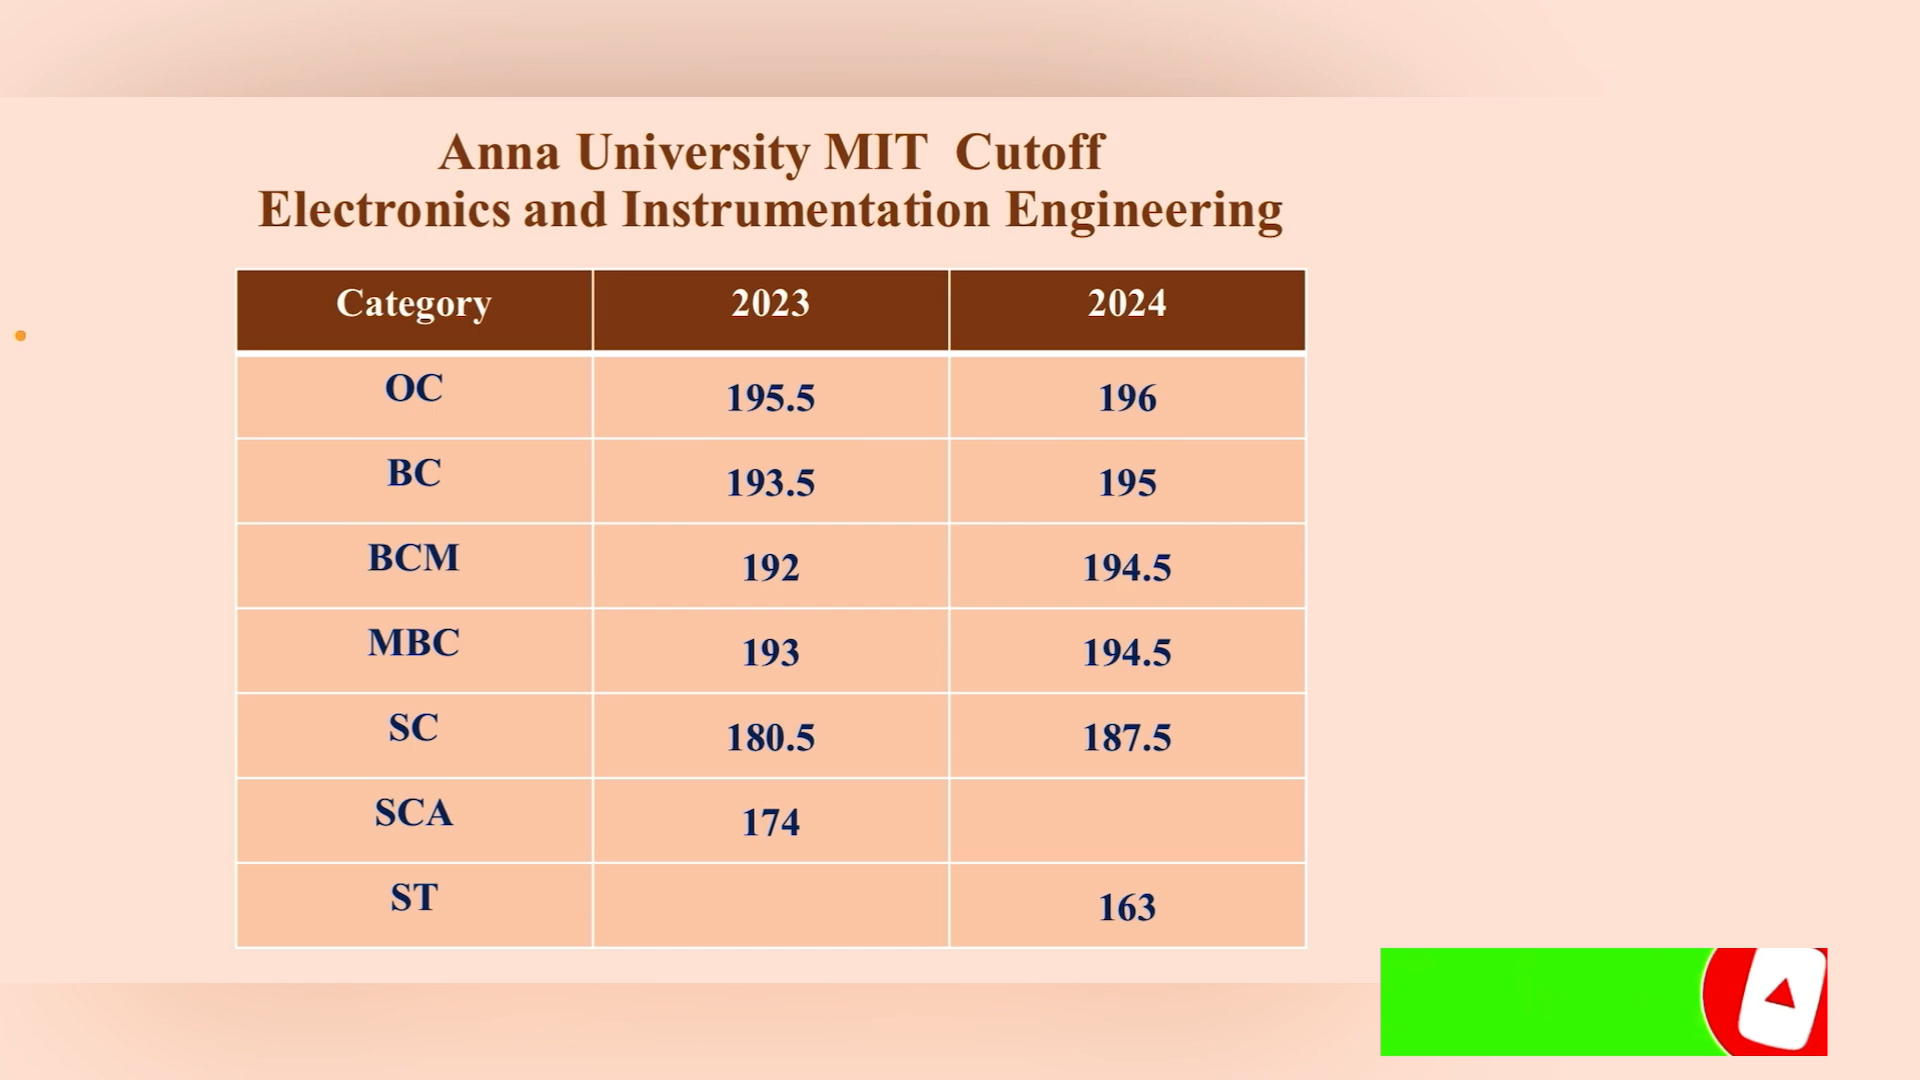 Anna University MIT  Cutoff
Electronics and Instrumentation Engineering
Category 2023 2024
OC 195.5 196
BC 193.5 195
BCM 192 194.5
MBC 193 194.5
SC 180.5 187.5
SCA 174
ST 163